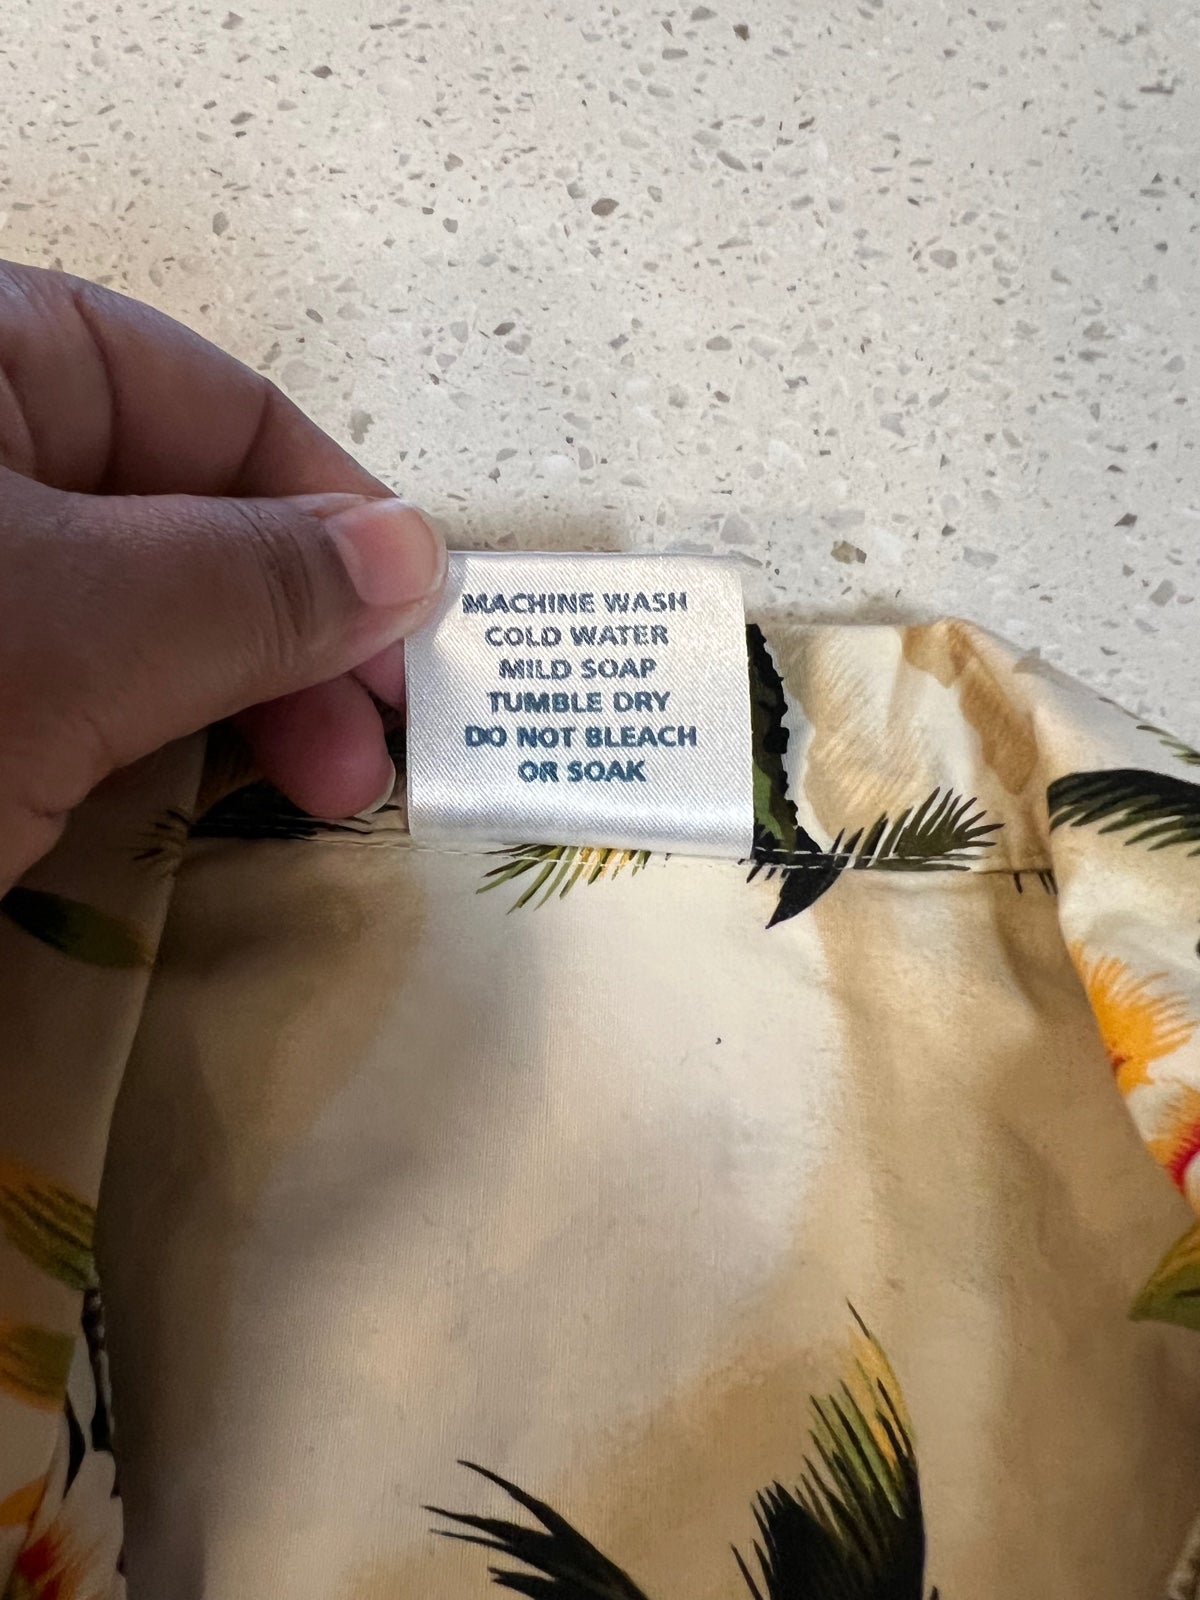 MACHINE WASH
COLD WATER
MILD SOAP
TUMBLE DRY
DO NOT BLEACH
OR SOAK